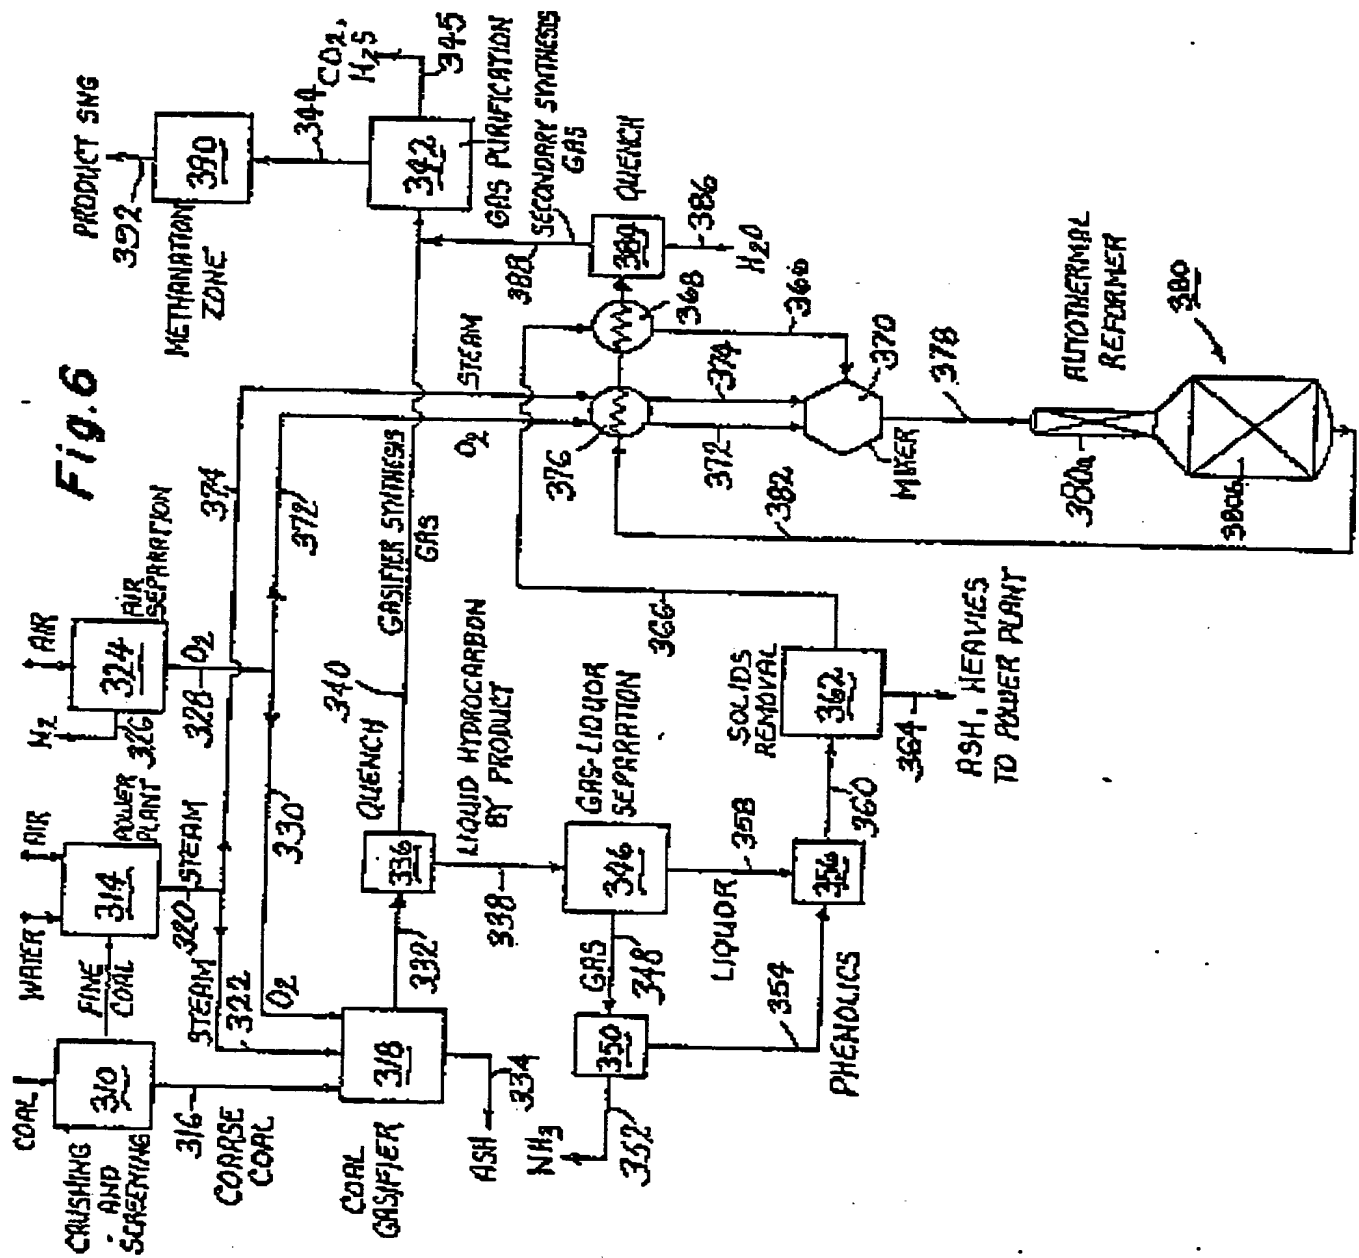 Fig. 6
COAL
CRUSHING
AND
SCREENING
310
FINE
COAL
WATER
AIR
314
POWER
PLANT
N2
AIR
324
326
AIR
SEPARATION
316
COARSE
COAL
320
STEAM
STEAM
322
328
O2
O2
330
374
372
COAL
GASIFIER
318
332
334
ASH
QUENCH
336
340
GASIFIER SYNTHESIS
GAS
338
LIQUID HYDROCARBON
BY PRODUCT
GAS-LIQUOR
SEPARATION
346
GAS
348
350
NH3
352
354
PHENOLICS
LIQUOR
358
356
360
SOLIDS
REMOVAL
362
364
ASH, HEAVIES
TO POWER PLANT
366
O2
STEAM
376
368
372
374
366
382
370
MIXER
378
AUTOTHERMAL
REFORMER
380
380a
380b
384
QUENCH
386
H2O
388
SECONDARY SYNTHESIS
GAS
342
GAS PURIFICATION
344
345
CO2,
H2S
390
METHANATION
ZONE
392
PRODUCT SNG